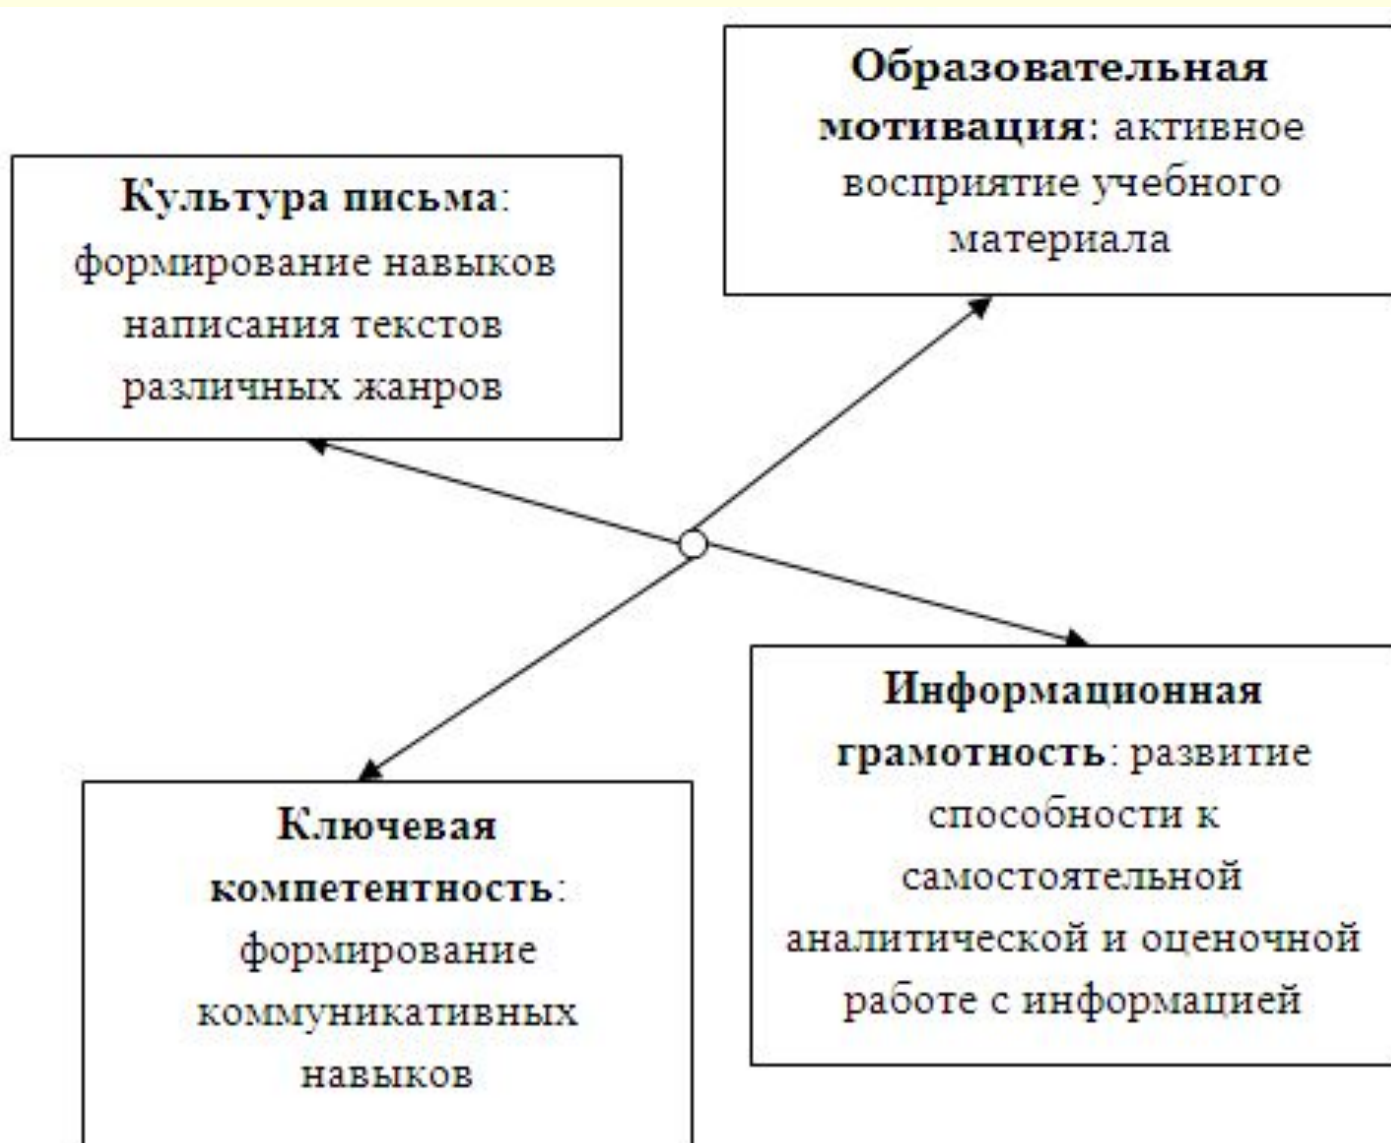 Образовательная
мотивация: активное
восприятие учебного
материала
Культура письма:
формирование навыков
написания текстов
различных жанров
Информационная
грамотность: развитие
способности к
самостоятельной
аналитической и оценочной
работе с информацией
Ключевая
компетентность:
формирование
коммуникативных
навыков